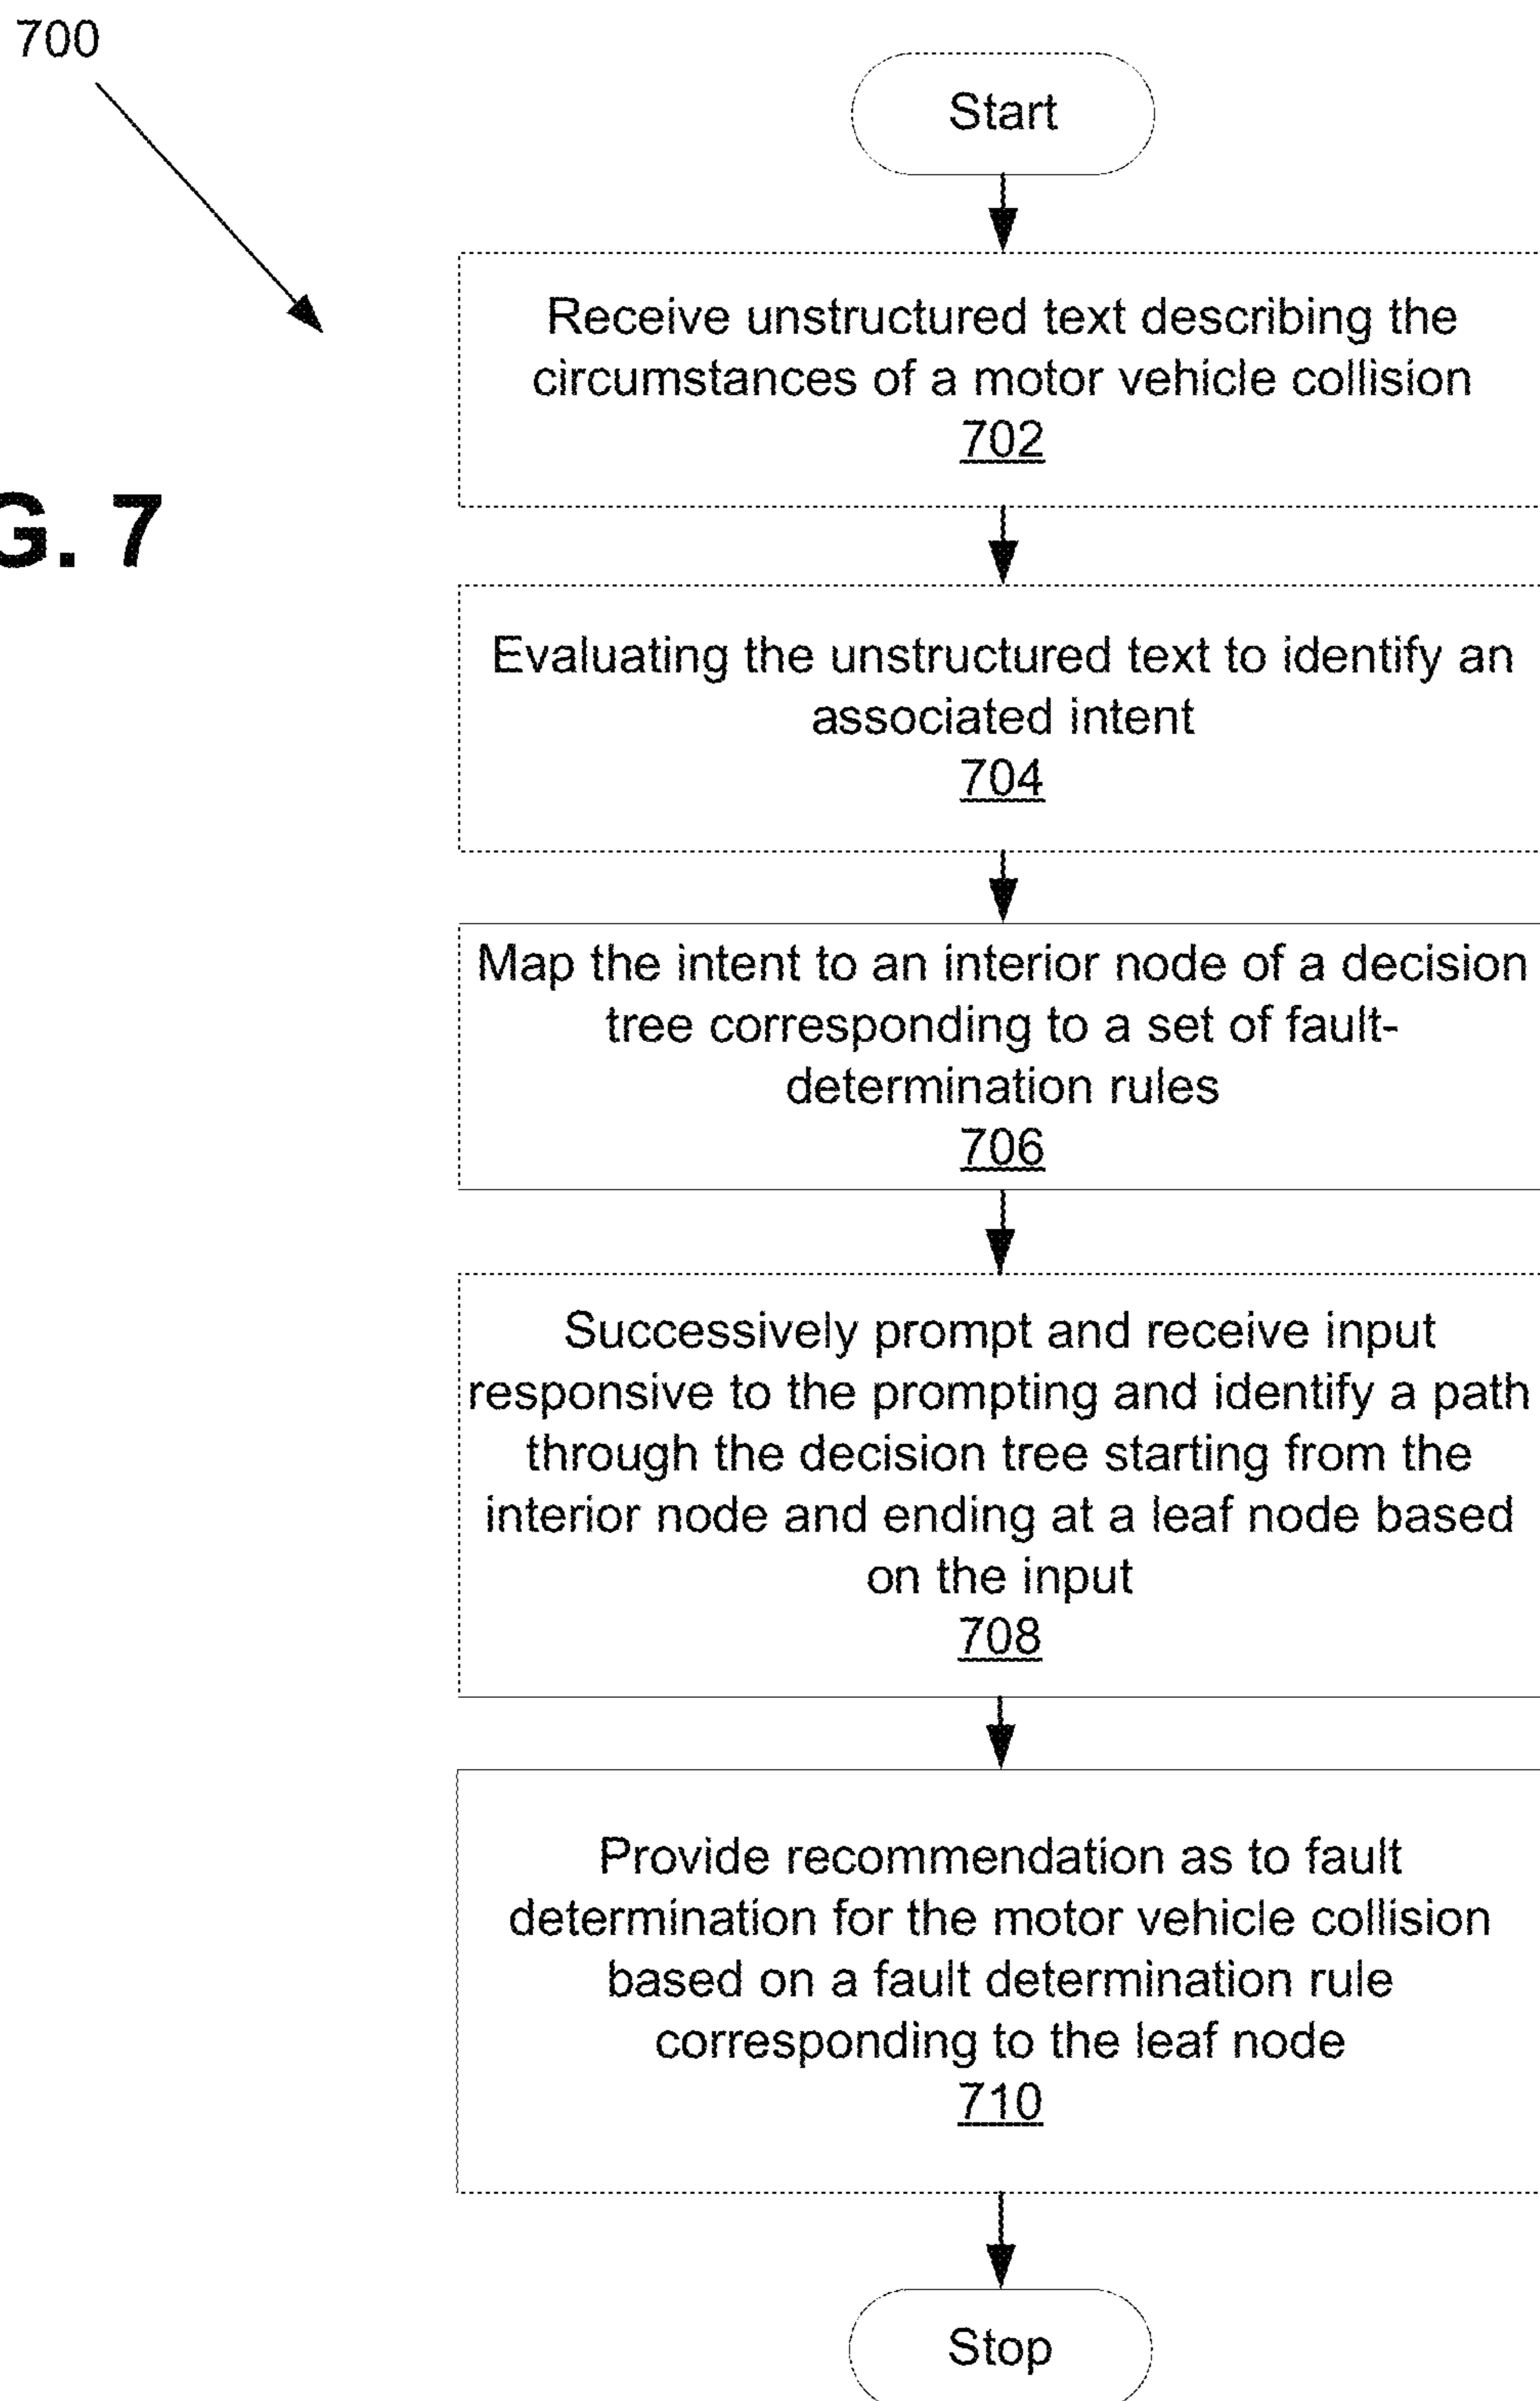 700
Start
Receive unstructured text describing the
circumstances of a motor vehicle collision
702
G. 7
Evaluating the unstructured text to identify an
associated intent
704
Map the intent to an interior node of a decision
tree corresponding to a set of fault-
determination rules
706
Successively prompt and receive input
responsive to the prompting and identify a path
through the decision tree starting from the
interior node and ending at a leaf node based
on the input
708
Provide recommendation as to fault
determination for the motor vehicle collision
based on a fault determination rule
corresponding to the leaf node
710
Stop